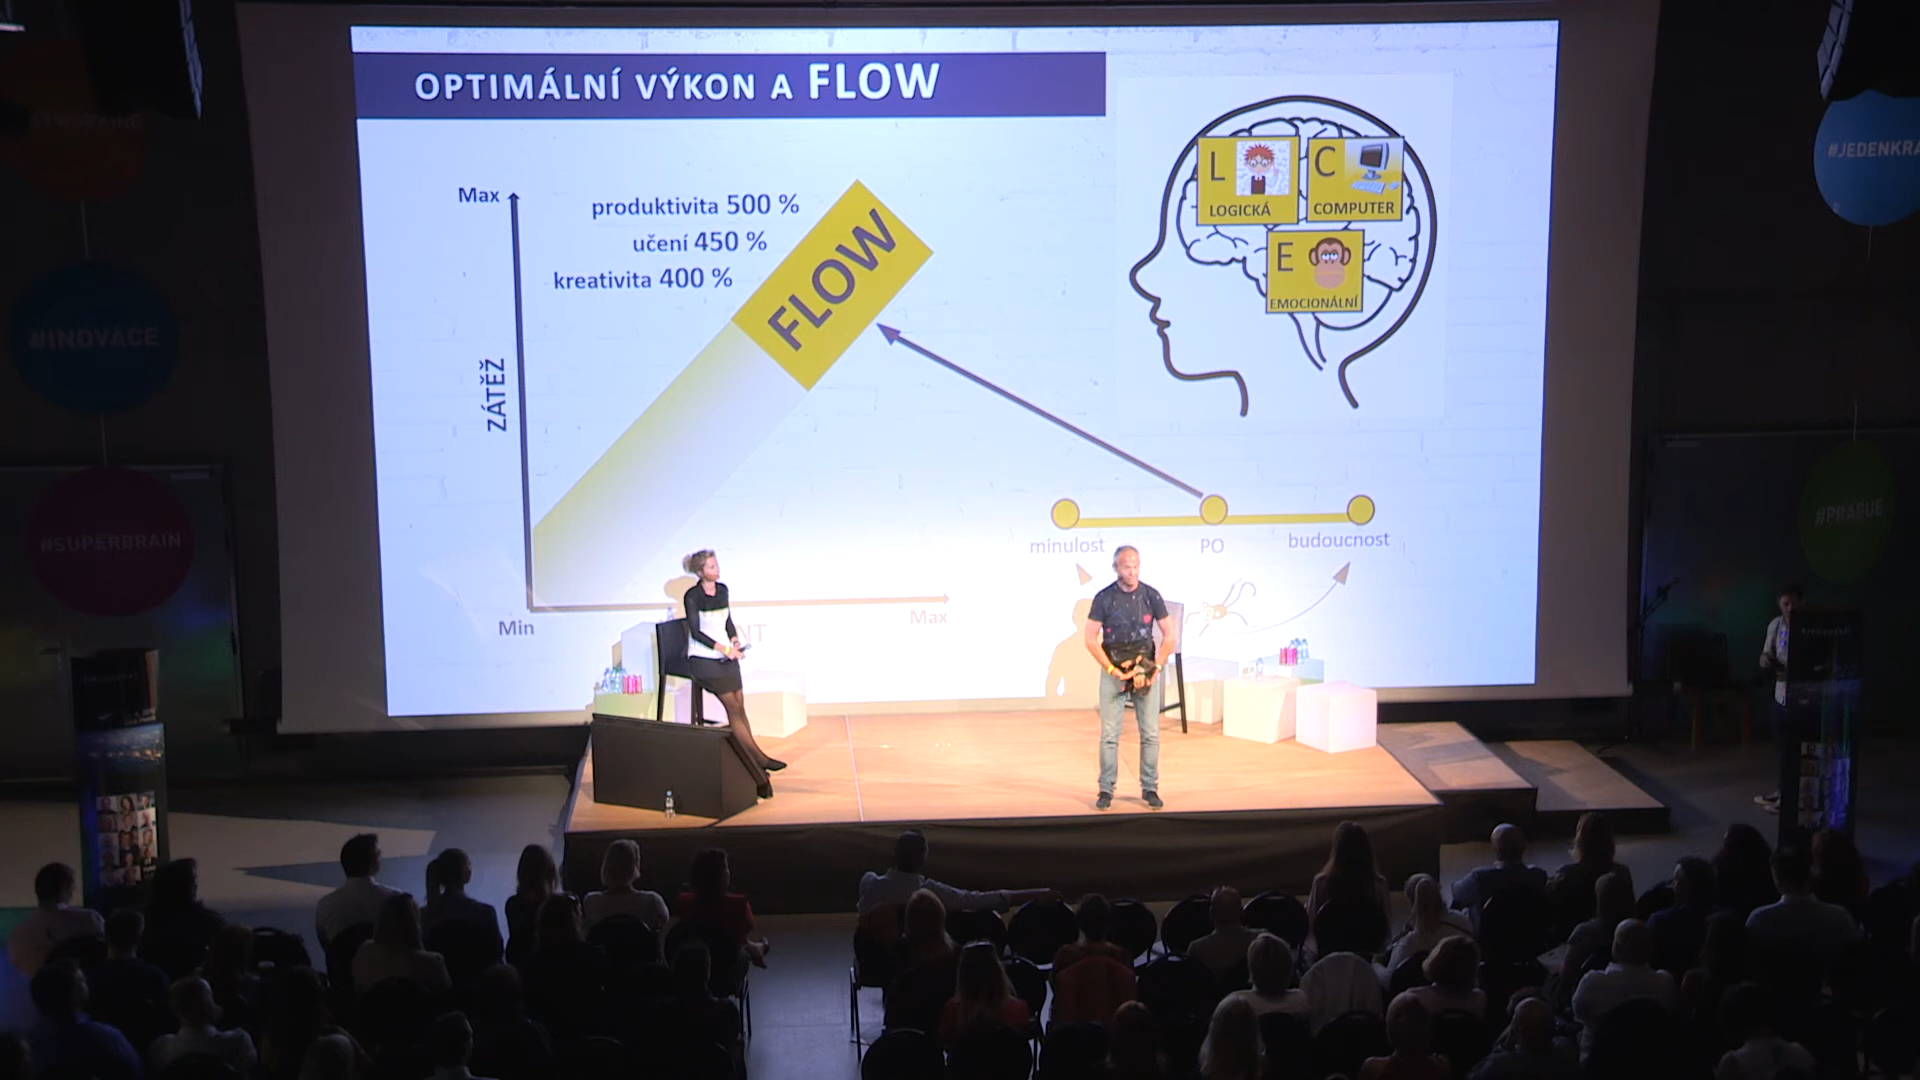 OPTIMÁLNÍ VÝKON A FLOW
Max
produktivita 500 %
učení 450 %
kreativita 400 %
FLOW
ZÁTĚŽ
Min
Max
L
LOGICKÁ
C
COMPUTER
E
EMOCIONÁLNÍ
minulost
PO
budoucnost
#INOVACE
#SUPERBRAIN
#JEDENKRA
#PRAGUE